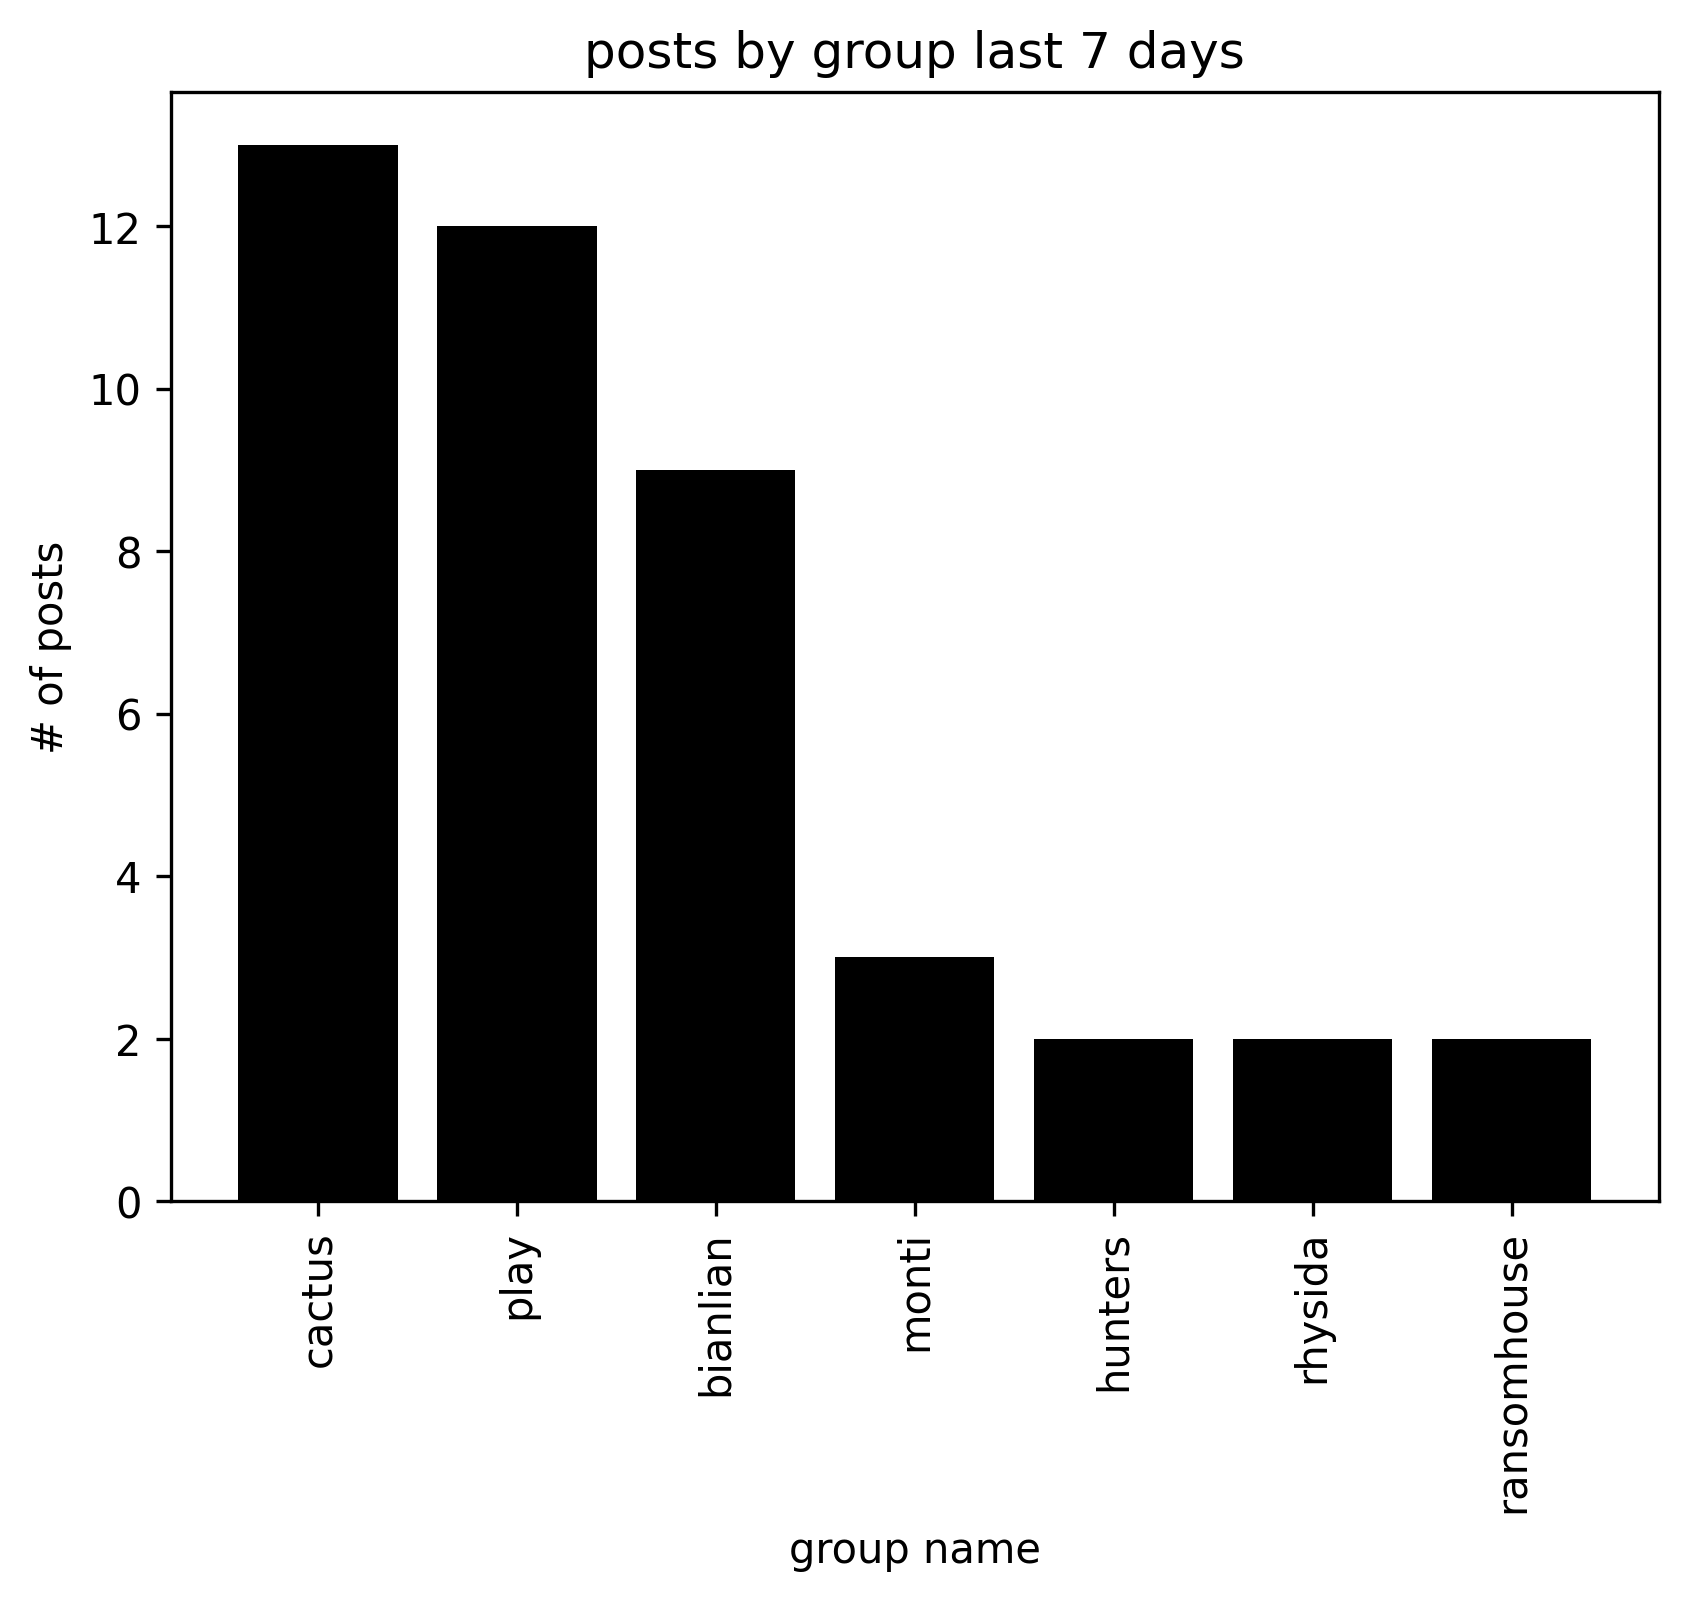 posts by group last 7 days
# of posts
12
10
8
6
4
2
0
cactus
play
bianlian
monti
hunters
rhysida
ransomhouse
group name